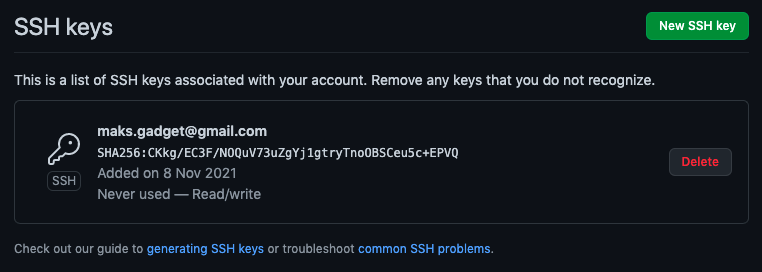 SSH keys
New SSH key
This is a list of SSH keys associated with your account. Remove any keys that you do not recognize.
maks.gadget@gmail.com
SHA256:CKkg/EC3F/NOQuV73uZgYj1gtryTnoOBSCeu5c+EPVQ
Added on 8 Nov 2021
Never used — Read/write
SSH
Delete
Check out our guide to generating SSH keys or troubleshoot common SSH problems.